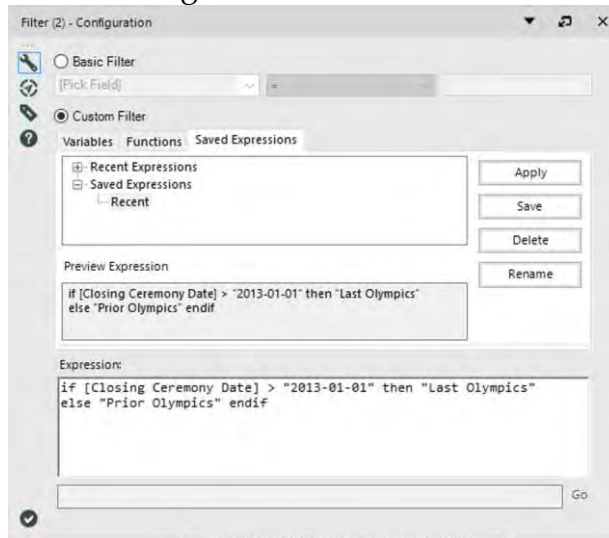 Filter (2) - Configuration
Basic Filter
[Pick Field]
=
Custom Filter
Variables Functions Saved Expressions
Recent Expressions
Saved Expressions
Recent
Apply
Save
Delete
Rename
Preview Expression
if [Closing Ceremony Date] > "2013-01-01" then "Last Olympics"
else "Prior Olympics" endif
Expression:
if [Closing Ceremony Date] > "2013-01-01" then "Last Olympics"
else "Prior Olympics" endif
Go